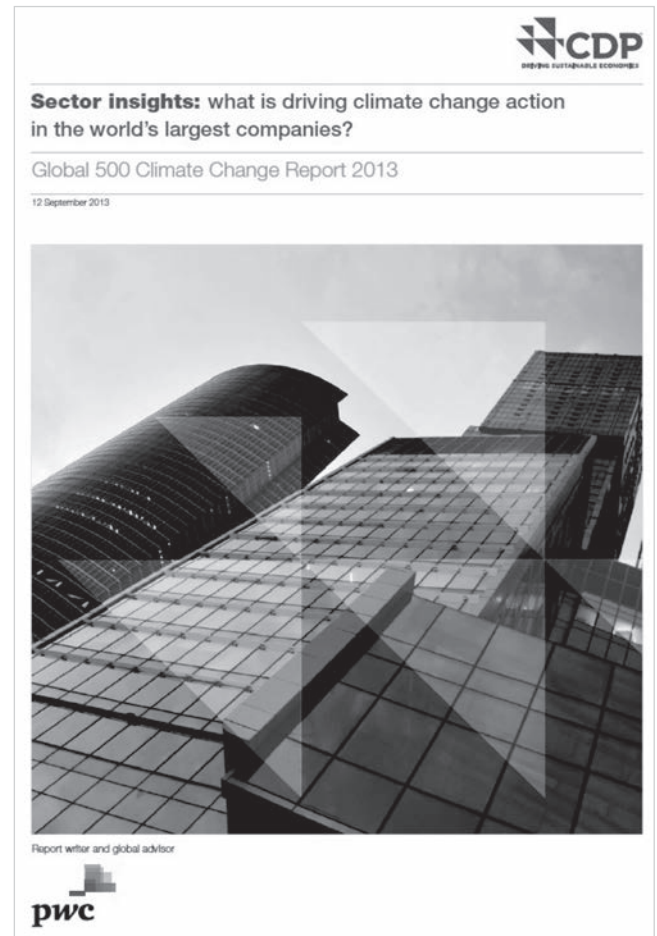 CDP
DRIVING SUSTAINABLE ECONOMIES
Sector insights: what is driving climate change action
in the world's largest companies?
Global 500 Climate Change Report 2013
12 September 2013
Report writer and global advisor
pwc